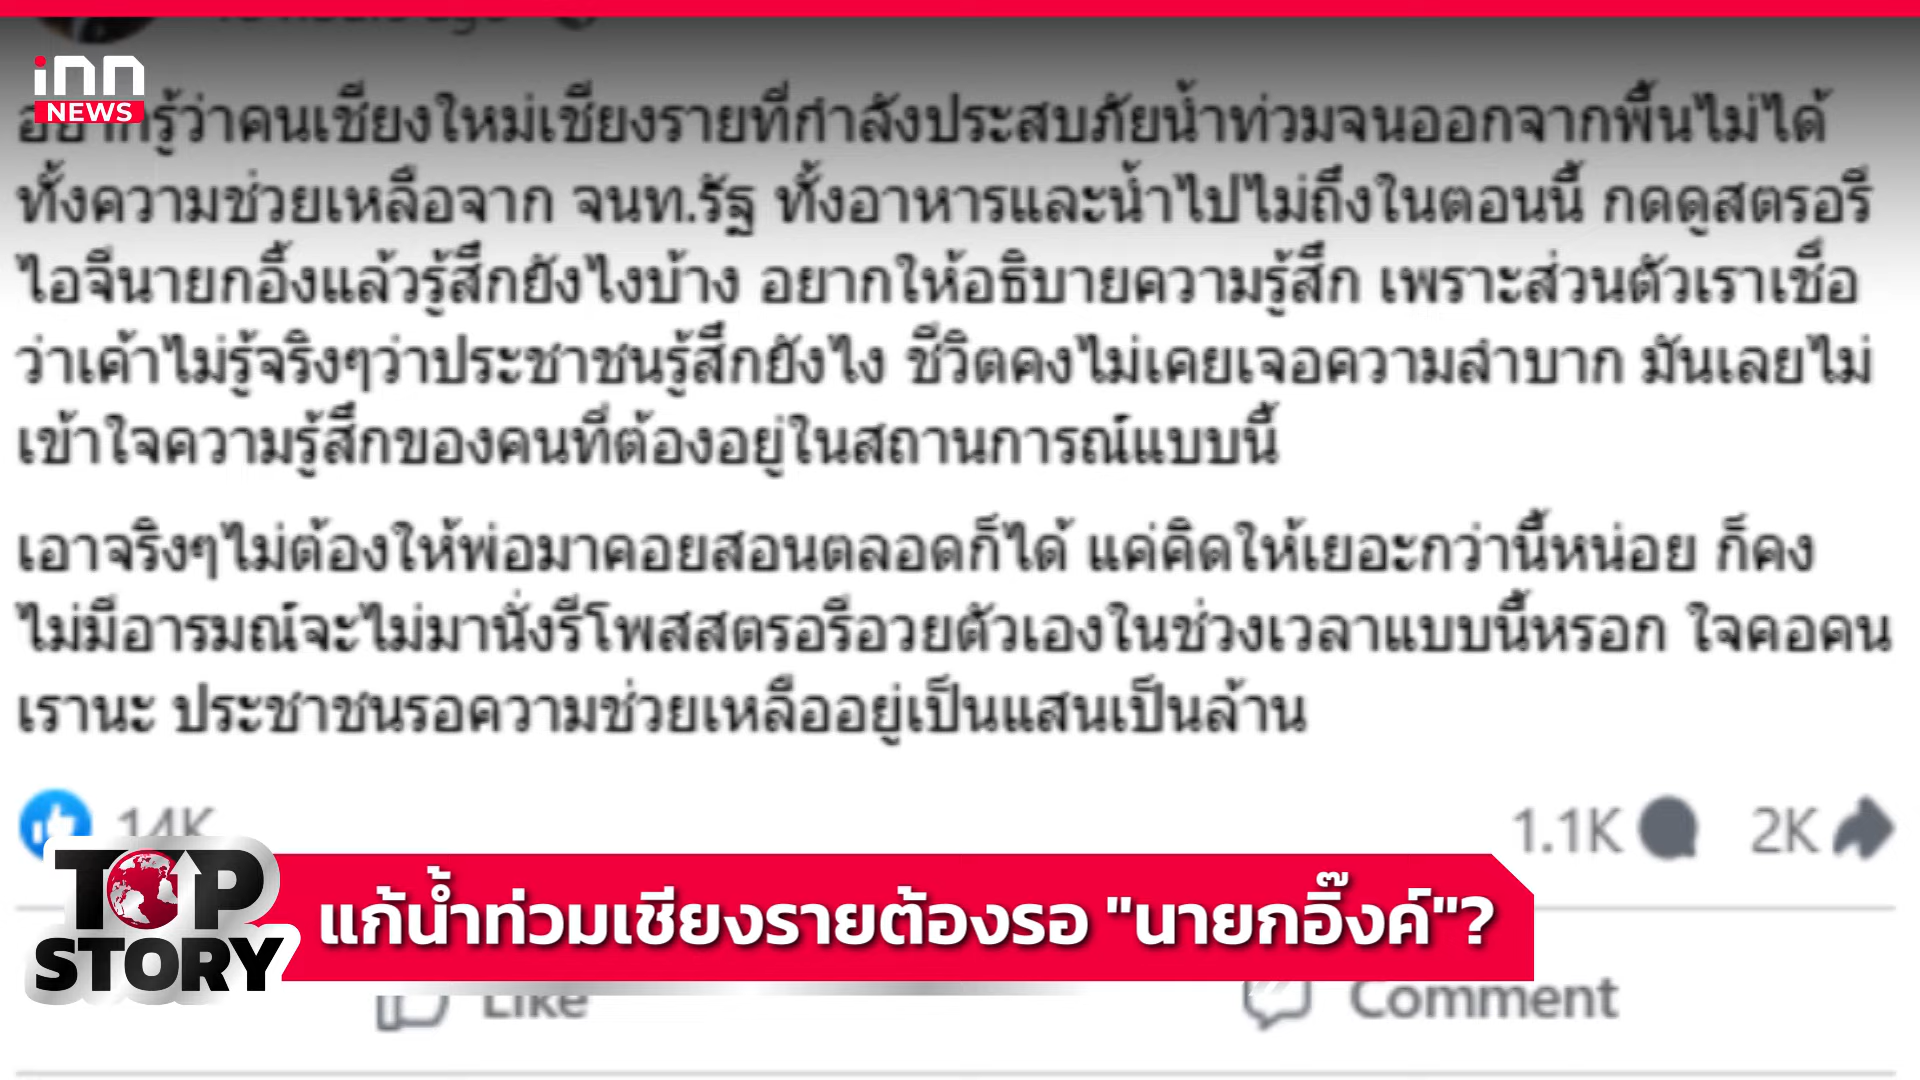 inn
NEWS
อยากรู้ว่าคนเชียงใหม่เชียงรายที่กำลังประสบภัยน้ำท่วมจนออกจากพื้นไม่ได้
ทั้งความช่วยเหลือจาก จนท.รัฐ ทั้งอาหารและน้ำไปไม่ถึงในตอนนี้ กดดูสตรอรี่
ไอจีนายกอิ้งแล้วรู้สึกยังไงบ้าง อยากให้อธิบายความรู้สึก เพราะส่วนตัวเราเชื่อ
ว่าเค้าไม่รู้จริงๆว่าประชาชนรู้สึกยังไง ชีวิตคงไม่เคยเจอความลำบาก มันเลยไม่
เข้าใจความรู้สึกของคนที่ต้องอยู่ในสถานการณ์แบบนี้
เอาจริงๆไม่ต้องให้พ่อมาคอยสอนตลอดก็ได้ แค่คิดให้เยอะกว่านี้หน่อย ก็คง
ไม่มีอารมณ์จะไม่มานั่งรีโพสสตรอรี่อวยตัวเองในช่วงเวลาแบบนี้หรอก ใจคอคน
เรานะ ประชาชนรอความช่วยเหลืออยู่เป็นแสนเป็นล้าน
14K
1.1K
2K
TOP
STORY
แก้น้ำท่วมเชียงรายต้องรอ "นายกอิ๊งค์"?
Like
Comment